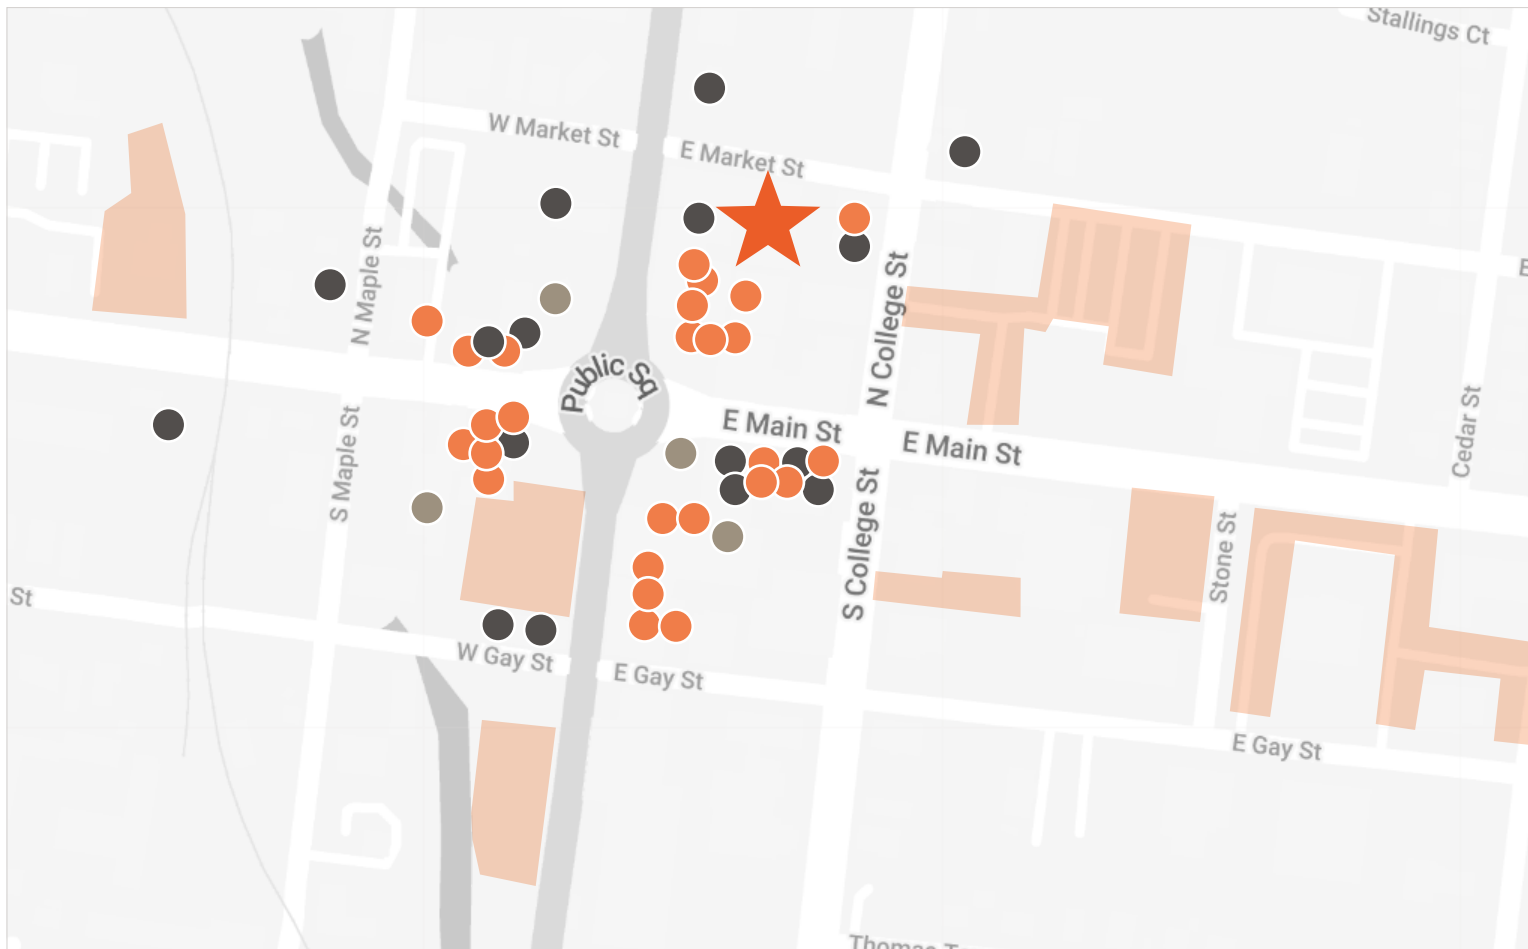 Stallings Ct
W Market St
E Market St
N Maple St
N College St
E
Public Sq
E Main St
E Main St
Cedar St
S Maple St
S College St
Stone St
St
W Gay St
E Gay St
E Gay St
Thomas